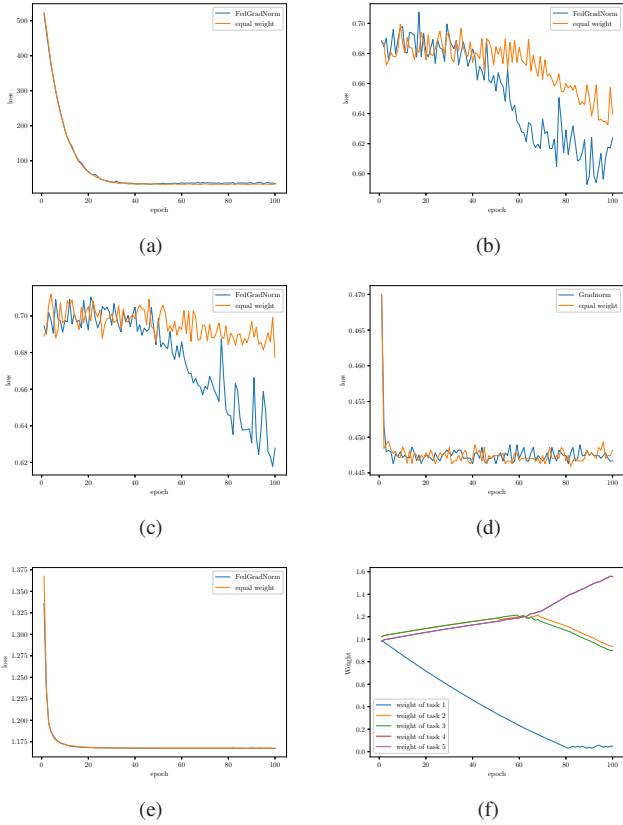 FedGradNorm
equal weight
500
400
300
200
100
loss
0
20
40
60
80
100
epoch
(a)
FedGradNorm
equal weight
0.70
0.68
0.66
0.64
0.62
0.60
loss
0
20
40
60
80
100
epoch
(b)
FedGradNorm
equal weight
0.70
0.68
0.66
0.64
0.62
loss
0
20
40
60
80
100
epoch
(c)
Gradnorm
equal weight
0.470
0.465
0.460
0.455
0.450
0.445
loss
0
20
40
60
80
100
epoch
(d)
FedGradNorm
equal weight
1.375
1.350
1.325
1.300
1.275
1.250
1.225
1.200
1.175
loss
0
20
40
60
80
100
epoch
(e)
1.6
1.4
1.2
1.0
0.8
0.6
0.4
0.2
0.0
Weight
weight of task 1
weight of task 2
weight of task 3
weight of task 4
weight of task 5
0
20
40
60
80
100
epoch
(f)